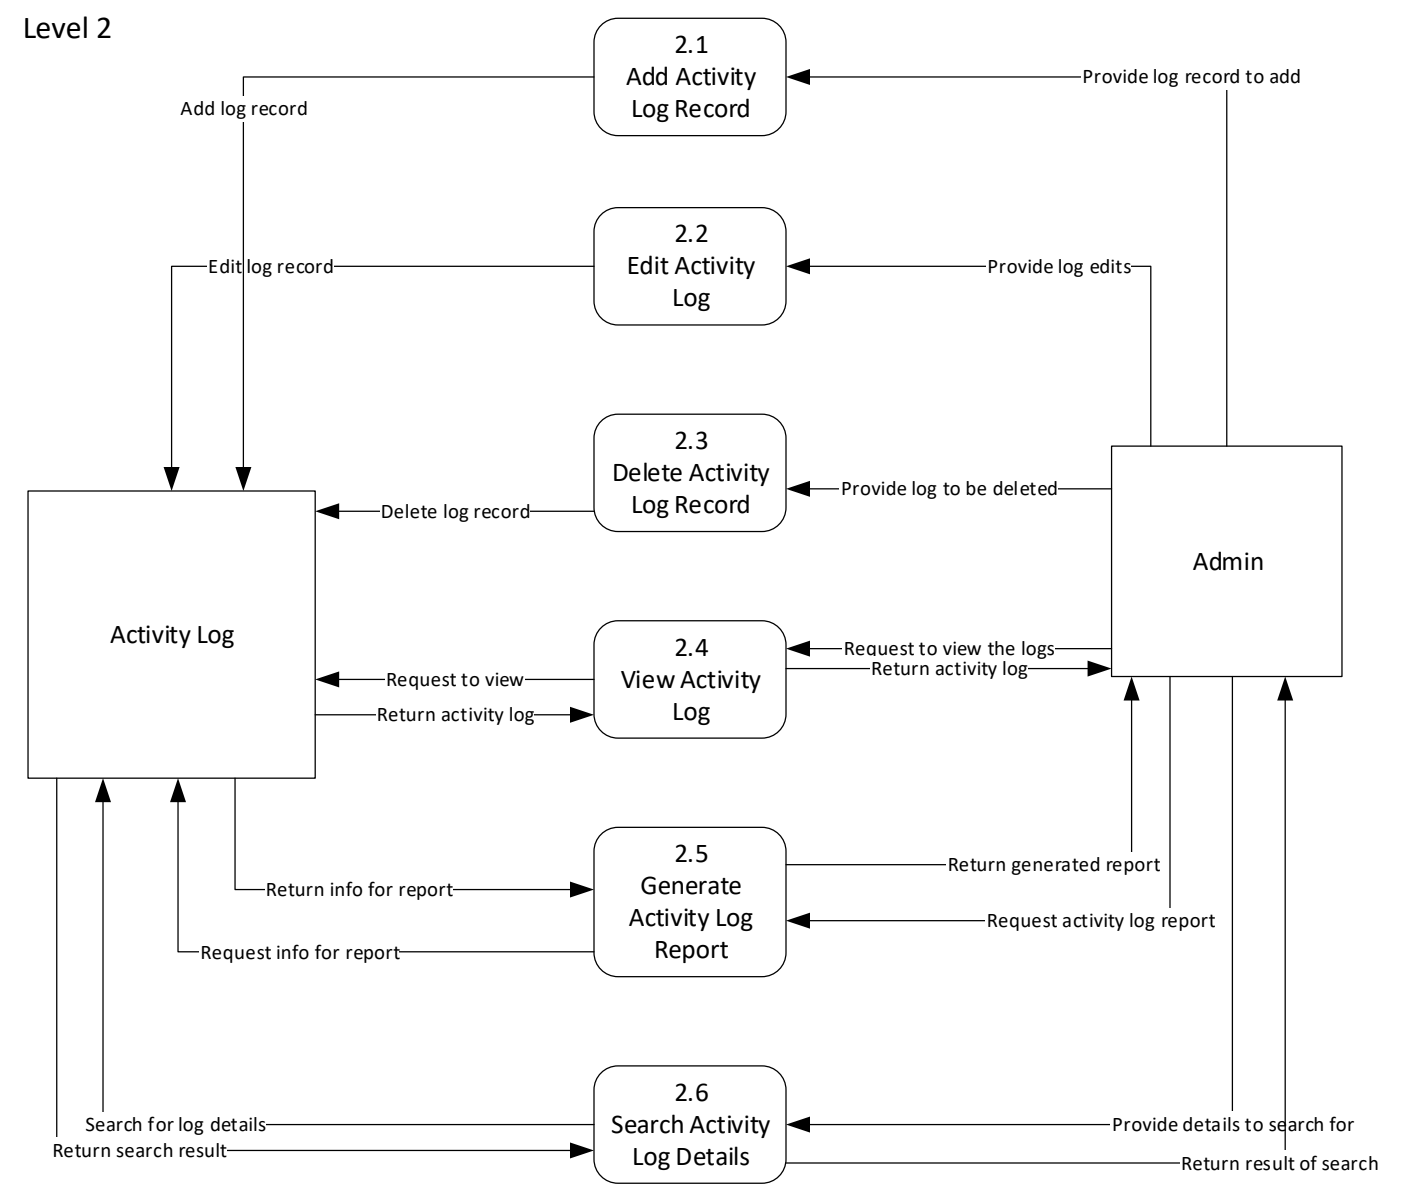 Level 2
2.1
Add Activity
Log Record
Provide log record to add
Add log record
2.2
Edit Activity
Log
Edit log record
Provide log edits
2.3
Delete Activity
Log Record
Provide log to be deleted
Delete log record
Admin
Activity Log
2.4
View Activity
Log
Request to view the logs
Return activity log
Request to view
Return activity log
2.5
Generate
Activity Log
Report
Return generated report
Return info for report
Request activity log report
Request info for report
2.6
Search Activity
Log Details
Search for log details
Provide details to search for
Return search result
Return result of search